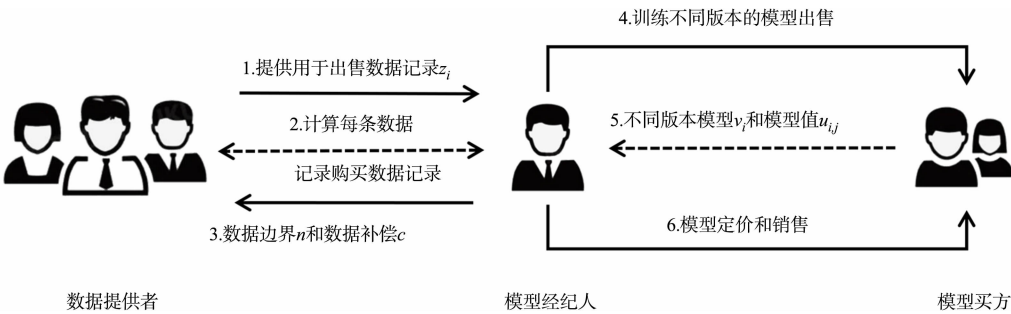 4.训练不同版本的模型出售
1.提供用于出售数据记录zi
2.计算每条数据
记录购买数据记录
3.数据边界n和数据补偿c
5.不同版本模型vi和模型值ui,j
6.模型定价和销售
数据提供者
模型经纪人
模型买方